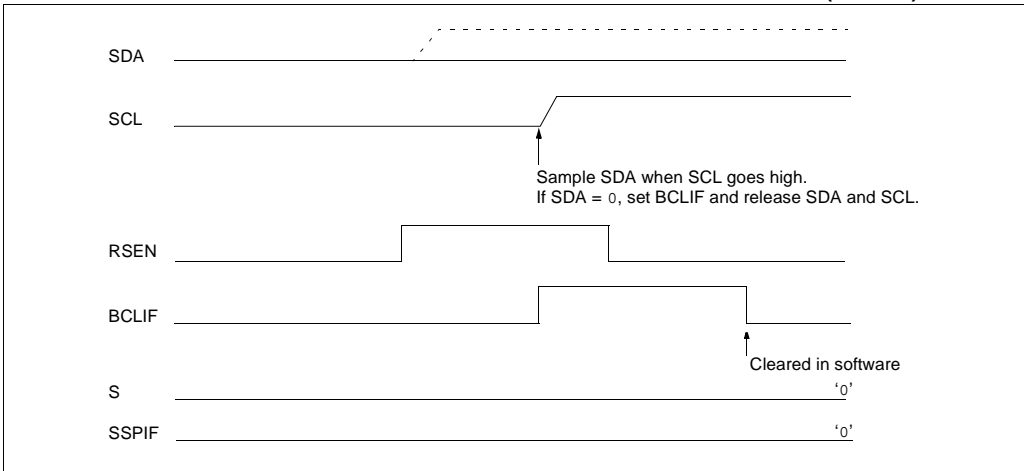 SDA
SCL
Sample SDA when SCL goes high.
If SDA = 0, set BCLIF and release SDA and SCL.
RSEN
BCLIF
Cleared in software
S
‘0’
SSPIF
‘0’